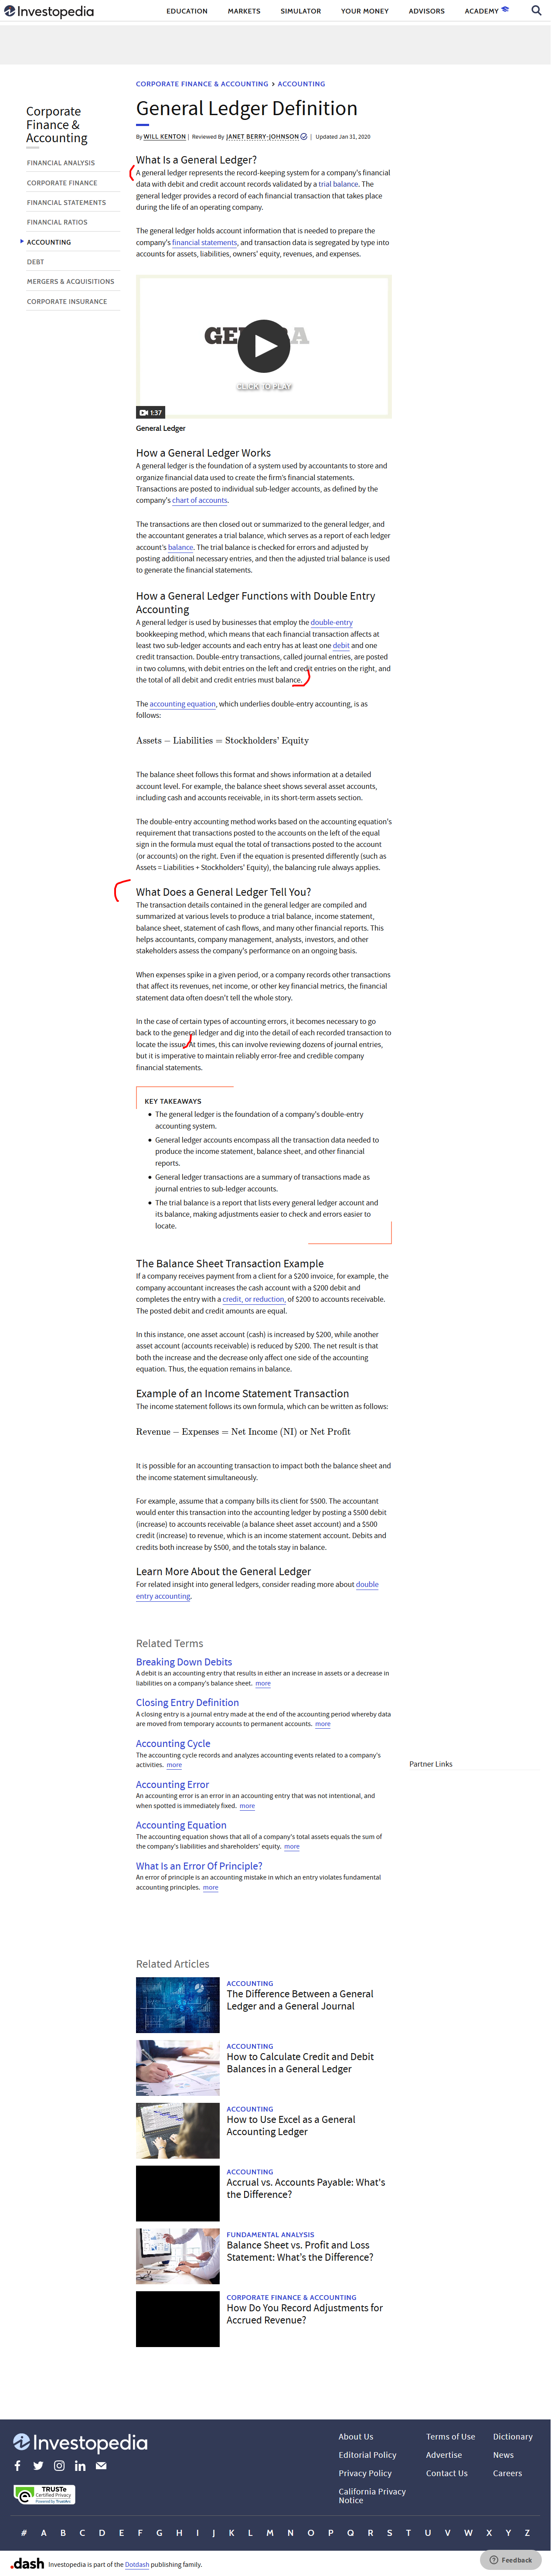 Investopedia
EDUCATION MARKETS SIMULATOR YOUR MONEY ADVISORS ACADEMY
CORPORATE FINANCE & ACCOUNTING > ACCOUNTING
Corporate
Finance &
Accounting
FINANCIAL ANALYSIS
CORPORATE FINANCE
FINANCIAL STATEMENTS
FINANCIAL RATIOS
ACCOUNTING
DEBT
MERGERS & ACQUISITIONS
CORPORATE INSURANCE
General Ledger Definition
By WILL KENTON | Reviewed By JANET BERRY-JOHNSON | Updated Jan 31, 2020
What Is a General Ledger?
A general ledger represents the record-keeping system for a company's financial
data with debit and credit account records validated by a trial balance. The
general ledger provides a record of each financial transaction that takes place
during the life of an operating company.
The general ledger holds account information that is needed to prepare the
company's financial statements, and transaction data is segregated by type into
accounts for assets, liabilities, owners' equity, revenues, and expenses.
CLICK TO PLAY
1:37
General Ledger
How a General Ledger Works
A general ledger is the foundation of a system used by accountants to store and
organize financial data used to create the firm's financial statements.
Transactions are posted to individual sub-ledger accounts, as defined by the
company's chart of accounts.
The transactions are then closed out or summarized to the general ledger, and
the accountant generates a trial balance, which serves as a report of each ledger
account's balance. The trial balance is checked for errors and adjusted by
posting additional necessary entries, and then the adjusted trial balance is used
to generate the financial statements.
How a General Ledger Functions with Double Entry
Accounting
A general ledger is used by businesses that employ the double-entry
bookkeeping method, which means that each financial transaction affects at
least two sub-ledger accounts and each entry has at least one debit and one
credit transaction. Double-entry transactions, called journal entries, are posted
in two columns, with debit entries on the left and credit entries on the right, and
the total of all debit and credit entries must balance.
The accounting equation, which underlies double-entry accounting, is as
follows:
Assets − Liabilities = Stockholders' Equity
The balance sheet follows this format and shows information at a detailed
account level. For example, the balance sheet shows several asset accounts,
including cash and accounts receivable, in its short-term assets section.
The double-entry accounting method works based on the accounting equation's
requirement that transactions posted to the accounts on the left of the equal
sign in the formula must equal the total of transactions posted to the account
(or accounts) on the right. Even if the equation is presented differently (such as
Assets = Liabilities + Stockholders' Equity), the balancing rule always applies.
What Does a General Ledger Tell You?
The transaction details contained in the general ledger are compiled and
summarized at various levels to produce a trial balance, income statement,
balance sheet, statement of cash flows, and many other financial reports. This
helps accountants, company management, analysts, investors, and other
stakeholders assess the company's performance on an ongoing basis.
When expenses spike in a given period, or a company records other transactions
that affect its revenues, net income, or other key financial metrics, the financial
statement data often doesn't tell the whole story.
In the case of certain types of accounting errors, it becomes necessary to go
back to the general ledger and dig into the detail of each recorded transaction to
locate the issue. At times, this can involve reviewing dozens of journal entries,
but it is imperative to maintain reliably error-free and credible company
financial statements.
KEY TAKEAWAYS
• The general ledger is the foundation of a company's double-entry
accounting system.
• General ledger accounts encompass all the transaction data needed to
produce the income statement, balance sheet, and other financial
reports.
• General ledger transactions are a summary of transactions made as
journal entries to sub-ledger accounts.
• The trial balance is a report that lists every general ledger account and
its balance, making adjustments easier to check and errors easier to
locate.
The Balance Sheet Transaction Example
If a company receives payment from a client for a $200 invoice, for example, the
company accountant increases the cash account with a $200 debit and
completes the entry with a credit, or reduction, of $200 to accounts receivable.
The posted debit and credit amounts are equal.
In this instance, one asset account (cash) is increased by $200, while another
asset account (accounts receivable) is reduced by $200. The net result is that
both the increase and the decrease only affect one side of the accounting
equation. Thus, the equation remains in balance.
Example of an Income Statement Transaction
The income statement follows its own formula, which can be written as follows:
Revenue − Expenses = Net Income (NI) or Net Profit
It is possible for an accounting transaction to impact both the balance sheet and
the income statement simultaneously.
For example, assume that a company bills its client for $500. The accountant
would enter this transaction into the accounting ledger by posting a $500 debit
(increase) to accounts receivable (a balance sheet asset account) and a $500
credit (increase) to revenue, which is an income statement account. Debits and
credits both increase by $500, and the totals stay in balance.
Learn More About the General Ledger
For related insight into general ledgers, consider reading more about double
entry accounting.
Related Terms
Breaking Down Debits
A debit is an accounting entry that results in either an increase in assets or a decrease in
liabilities on a company's balance sheet. more
Closing Entry Definition
A closing entry is a journal entry made at the end of the accounting period whereby data
are moved from temporary accounts to permanent accounts. more
Accounting Cycle
The accounting cycle records and analyzes accounting events related to a company's
activities. more
Accounting Error
An accounting error is an error in an accounting entry that was not intentional, and
when spotted is immediately fixed. more
Accounting Equation
The accounting equation shows that all of a company's total assets equals the sum of
the company's liabilities and shareholders' equity. more
What Is an Error Of Principle?
An error of principle is an accounting mistake in which an entry violates fundamental
accounting principles. more
Partner Links
Related Articles
ACCOUNTING
The Difference Between a General
Ledger and a General Journal
ACCOUNTING
How to Calculate Credit and Debit
Balances in a General Ledger
ACCOUNTING
How to Use Excel as a General
Accounting Ledger
ACCOUNTING
Accrual vs. Accounts Payable: What's
the Difference?
FUNDAMENTAL ANALYSIS
Balance Sheet vs. Profit and Loss
Statement: What's the Difference?
CORPORATE FINANCE & ACCOUNTING
How Do You Record Adjustments for
Accrued Revenue?
Investopedia
TRUSTe
Certified Privacy
Powered by TrustArc
About Us Terms of Use Dictionary
Editorial Policy Advertise News
Privacy Policy Contact Us Careers
California Privacy
Notice
# A B C D E F G H I J K L M N O P Q R S T U V W X Y Z
.dash Investopedia is part of the Dotdash publishing family.
Feedback